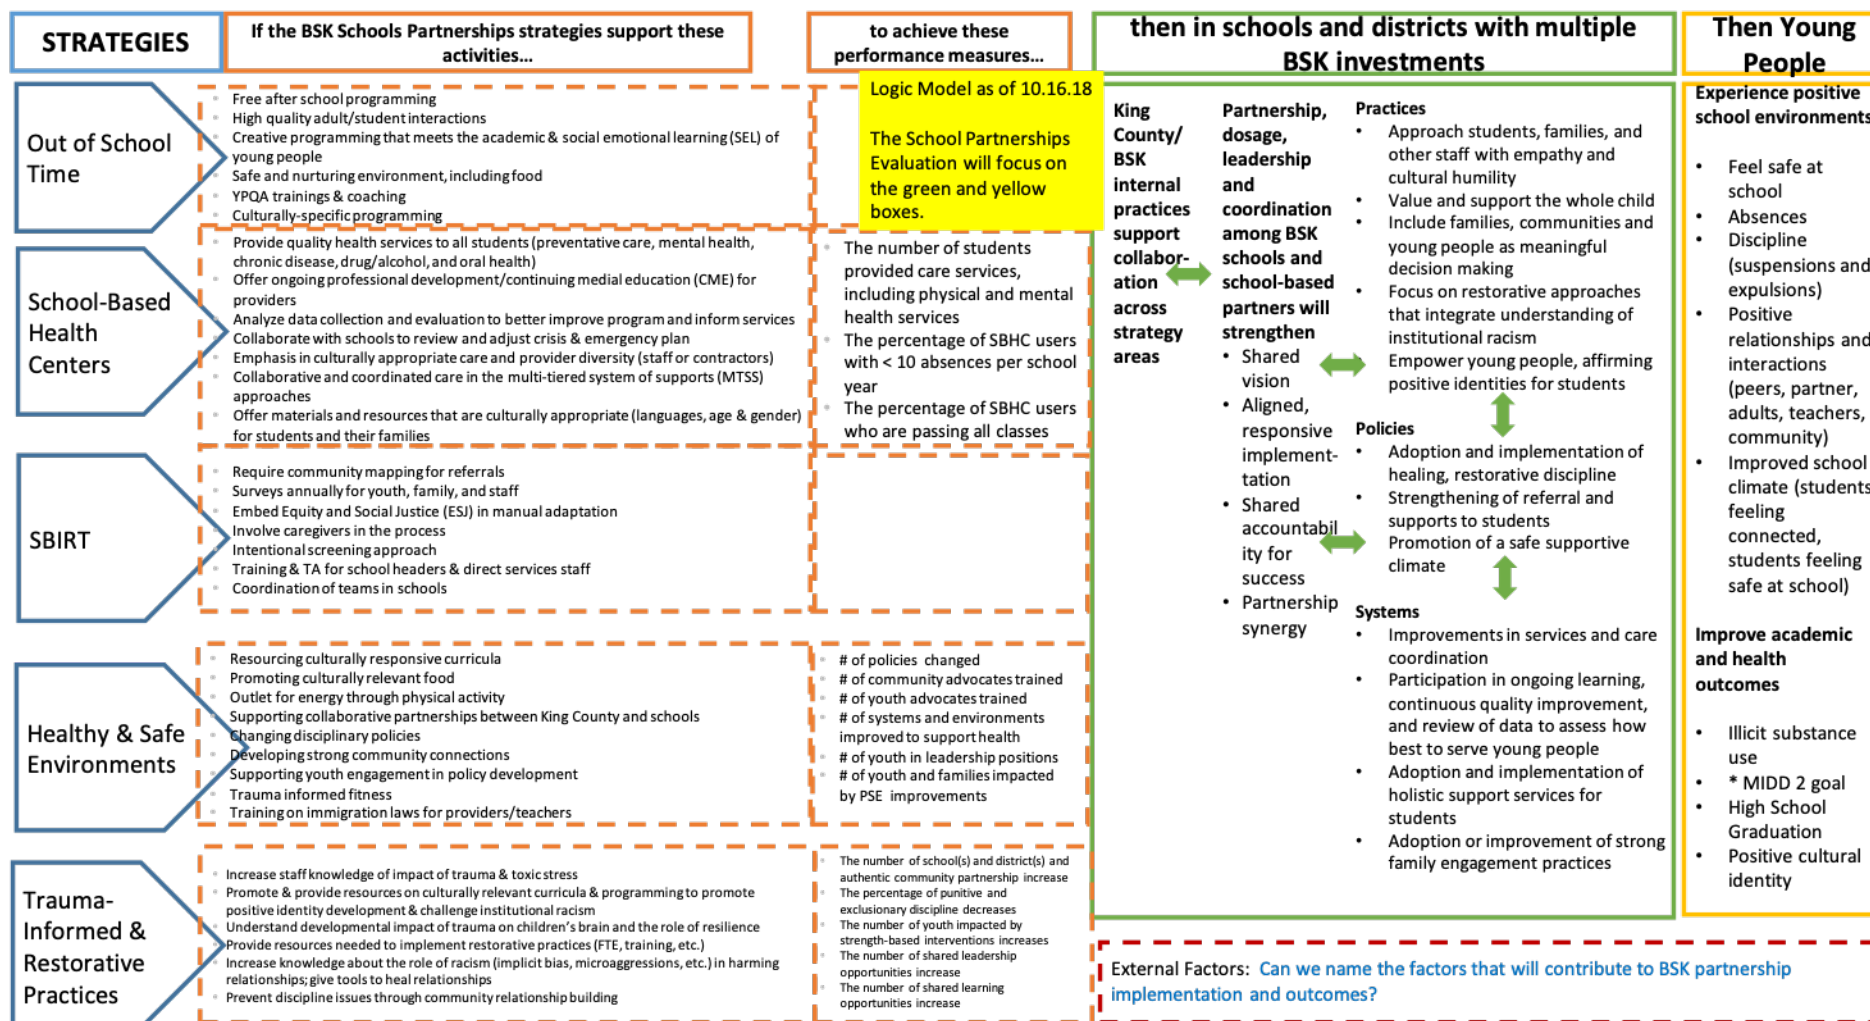 STRATEGIES
If the BSK Schools Partnerships strategies support these
activities...
to achieve these
performance measures...
then in schools and districts with multiple
BSK investments
Then Young
People
Out of School
Time
Free after school programming
High quality adult/student interactions
Creative programming that meets the academic & social emotional learning (SEL) of
young people
Safe and nurturing environment, including food
YPQA trainings & coaching
Culturally-specific programming
Logic Model as of 10.16.18
The School Partnerships
Evaluation will focus on
the green and yellow
boxes.
School-Based
Health
Centers
Provide quality health services to all students (preventative care, mental health,
chronic disease, drug/alcohol, and oral health)
Offer ongoing professional development/continuing medial education (CME) for
providers
Analyze data collection and evaluation to better improve program and inform services
Collaborate with schools to review and adjust crisis & emergency plan
Emphasis in culturally appropriate care and provider diversity (staff or contractors)
Collaborative and coordinated care in the multi-tiered system of supports (MTSS)
approaches
Offer materials and resources that are culturally appropriate (languages, age & gender)
for students and their families
The number of students
provided care services,
including physical and mental
health services
The percentage of SBHC users
with < 10 absences per school
year
The percentage of SBHC users
who are passing all classes
SBIRT
Require community mapping for referrals
Surveys annually for youth, family, and staff
Embed Equity and Social Justice (ESJ) in manual adaptation
Involve caregivers in the process
Intentional screening approach
Training & TA for school headers & direct services staff
Coordination of teams in schools
Healthy & Safe
Environments
Resourcing culturally responsive curricula
Promoting culturally relevant food
Outlet for energy through physical activity
Supporting collaborative partnerships between King County and schools
Changing disciplinary policies
Developing strong community connections
Supporting youth engagement in policy development
Trauma informed fitness
Training on immigration laws for providers/teachers
# of policies changed
# of community advocates trained
# of youth advocates trained
# of systems and environments
improved to support health
# of youth in leadership positions
# of youth and families impacted
by PSE improvements
Trauma-
Informed &
Restorative
Practices
Increase staff knowledge of impact of trauma & toxic stress
Promote & provide resources on culturally relevant curricula & programming to promote
positive identity development & challenge institutional racism
Understand developmental impact of trauma on children's brain and the role of resilience
Provide resources needed to implement restorative practices (FTE, training, etc.)
Increase knowledge about the role of racism (implicit bias, microaggressions, etc.) in harming
relationships; give tools to heal relationships
Prevent discipline issues through community relationship building
The number of school(s) and district(s) and
authentic community partnership increase
The percentage of punitive and
exclusionary discipline decreases
The number of youth impacted by
strength-based interventions increases
The number of shared leadership
opportunities increase
The number of shared learning
opportunities increase
King
County/
BSK
internal
practices
support
collabor-
ation
across
strategy
areas
Partnership,
dosage,
leadership
and
coordination
among BSK
schools and
school-based
partners will
strengthen
• Shared
vision
• Aligned,
responsive
implement-
tation
• Shared
accountabil
ity for
success
• Partnership
synergy
Practices
• Approach students, families, and
other staff with empathy and
cultural humility
• Value and support the whole child
• Include families, communities and
young people as meaningful
decision making
• Focus on restorative approaches
that integrate understanding of
institutional racism
• Empower young people, affirming
positive identities for students
Policies
• Adoption and implementation of
healing, restorative discipline
• Strengthening of referral and
supports to students
• Promotion of a safe supportive
climate
Systems
• Improvements in services and care
coordination
• Participation in ongoing learning,
continuous quality improvement,
and review of data to assess how
best to serve young people
• Adoption and implementation of
holistic support services for
students
• Adoption or improvement of strong
family engagement practices
Experience positive
school environments
• Feel safe at
school
• Absences
• Discipline
(suspensions and
expulsions)
• Positive
relationships and
interactions
(peers, partner,
adults, teachers,
community)
• Improved school
climate (students
feeling
connected,
students feeling
safe at school)
Improve academic
and health
outcomes
• Illicit substance
use
• * MIDD 2 goal
• High School
Graduation
• Positive cultural
identity
External Factors: Can we name the factors that will contribute to BSK partnership
implementation and outcomes?